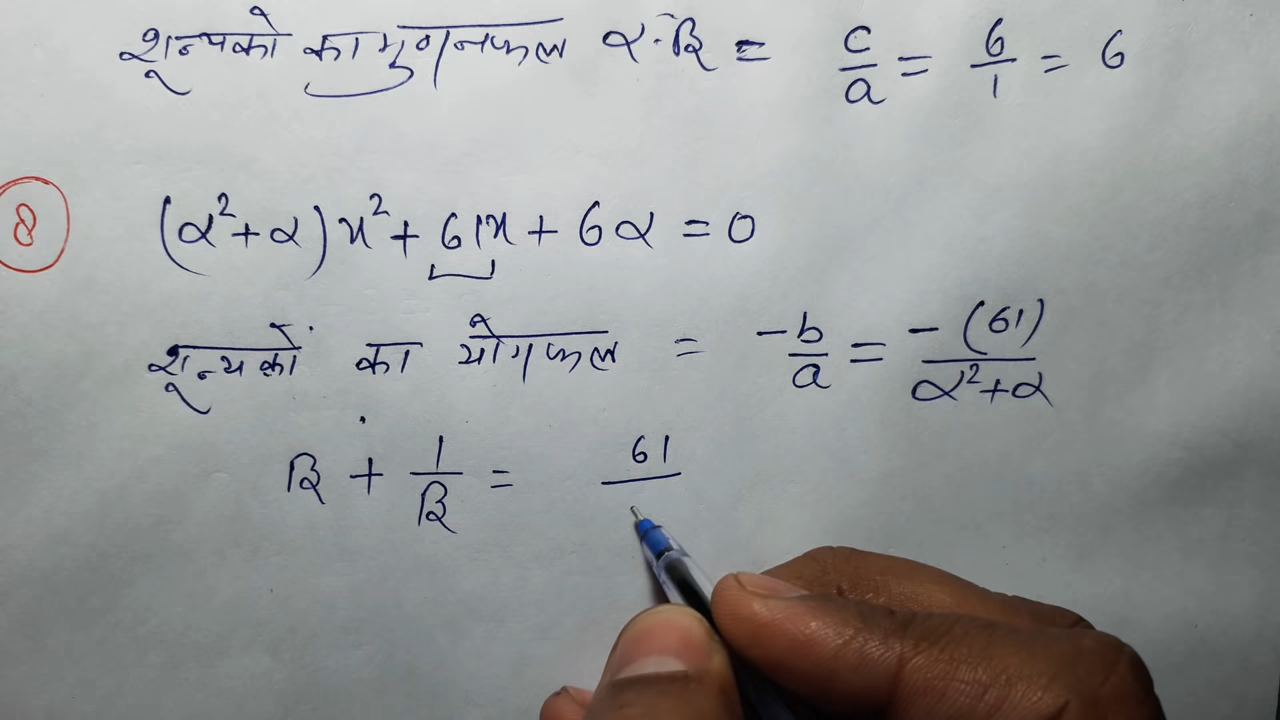 शून्यको का गुणनफल α·β = c/a = 6/1 = 6
8 (α²+α)x² + 61x + 6α = 0
शून्यकों का योगफल = -b/a = -(61)/α²+α
β + 1/β = 61/